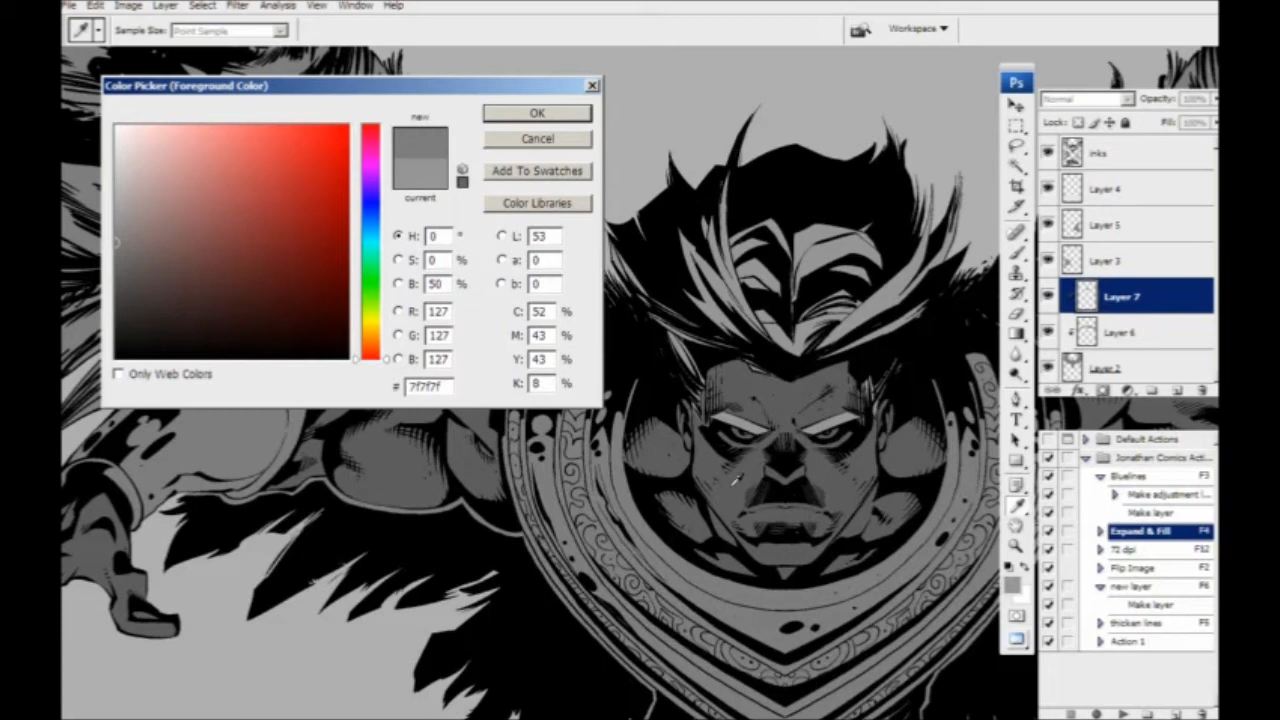 File Edit Image Layer Select Filter Analysis View Window Help
Sample Size: Point Sample
Workspace
Color Picker (Foreground Color)
new
current
OK
Cancel
Add To Swatches
Color Libraries
H: 0 °
S: 0 %
B: 50 %
R: 127
G: 127
B: 127
# 7f7f7f
L: 53
a: 0
b: 0
C: 52 %
M: 43 %
Y: 43 %
K: 8 %
Only Web Colors
Ps
Normal Opacity: 100%
Lock: Fill: 100%
inks
Layer 4
Layer 5
Layer 3
Layer 7
Layer 6
Layer 2
Default Actions
Jonathan Comics Acti...
Bluelines F3
Make adjustment l...
Make layer
Expand & Fill F4
72 dpi F12
Flip Image F2
new layer F6
Make layer
thicken lines F5
Action 1